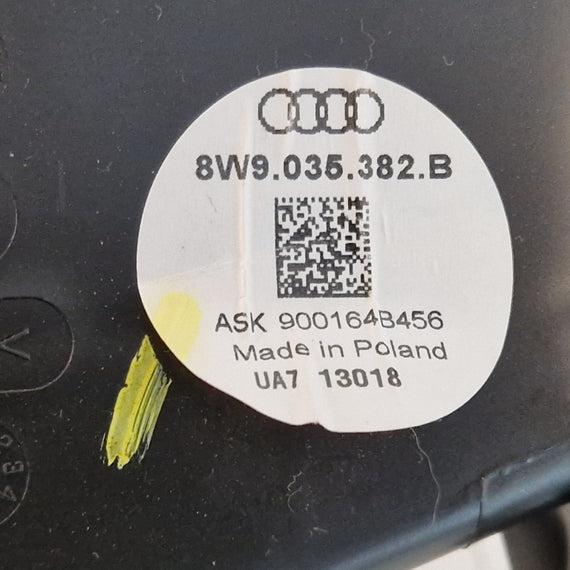 8W9.035.382.B
ASK 900164B456
Made in Poland
UA7 13018